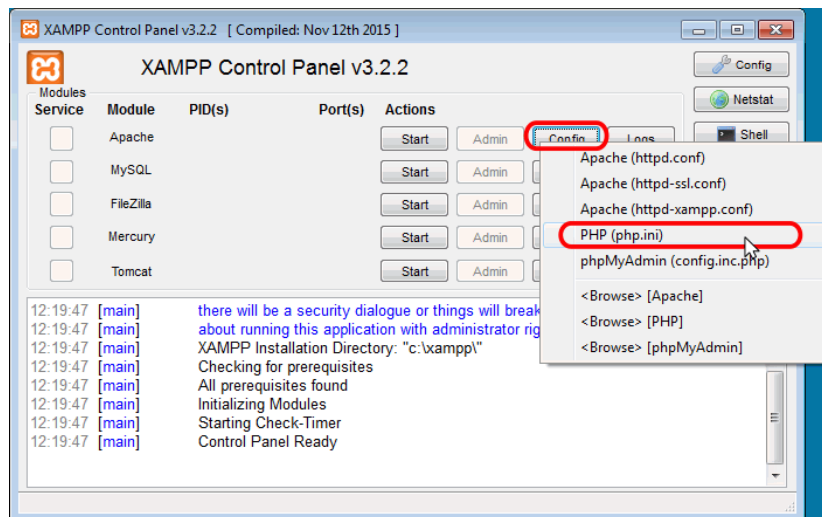 XAMPP Control Panel v3.2.2 [ Compiled: Nov 12th 2015 ]
XAMPP Control Panel v3.2.2
Config
Modules
Service Module PID(s) Port(s) Actions
Netstat
Apache Start Admin Config Logs
Shell
MySQL Start Admin
FileZilla Start Admin
Mercury Start Admin
Tomcat Start Admin
Apache (httpd.conf)
Apache (httpd-ssl.conf)
Apache (httpd-xampp.conf)
PHP (php.ini)
phpMyAdmin (config.inc.php)
<Browse> [Apache]
<Browse> [PHP]
<Browse> [phpMyAdmin]
12:19:47 [main] there will be a security dialogue or things will break
12:19:47 [main] about running this application with administrator
12:19:47 [main] XAMPP Installation Directory: "c:\xampp\"
12:19:47 [main] Checking for prerequisites
12:19:47 [main] All prerequisites found
12:19:47 [main] Initializing Modules
12:19:47 [main] Starting Check-Timer
12:19:47 [main] Control Panel Ready